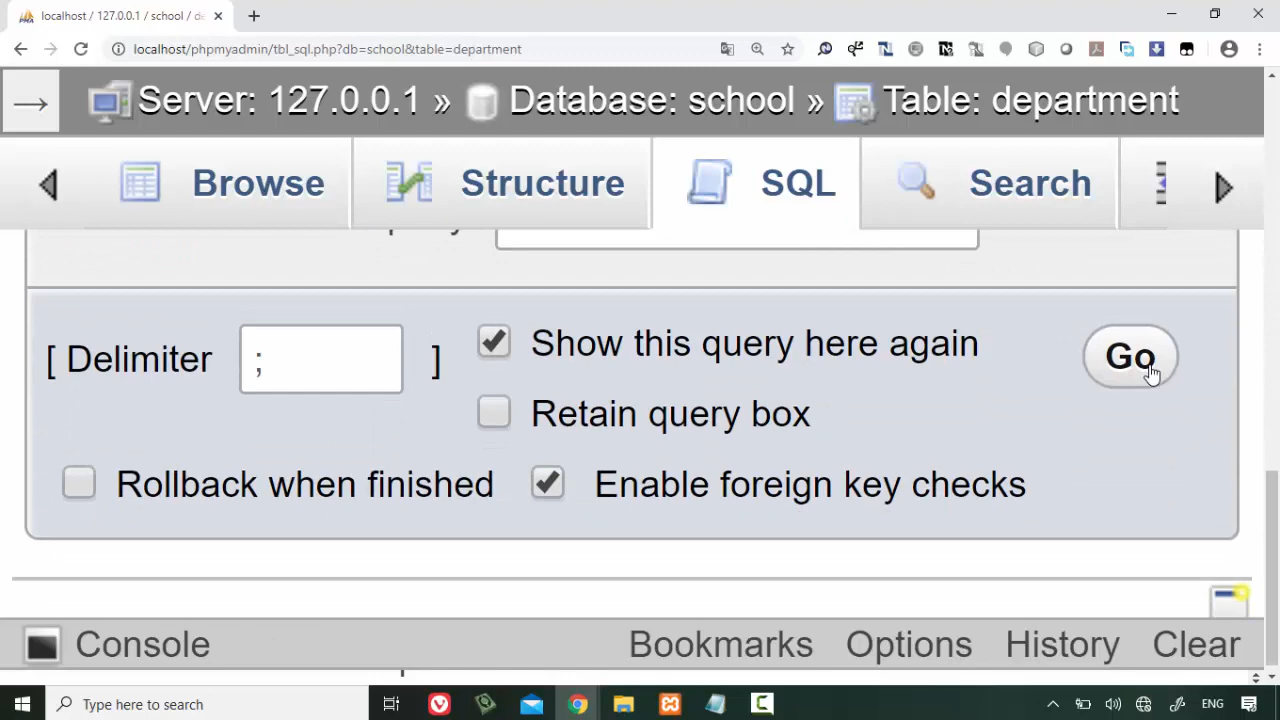 localhost / 127.0.0.1 / school / de
localhost/phpmyadmin/tbl_sql.php?db=school&table=department
Server: 127.0.0.1 » Database: school » Table: department
Browse Structure SQL Search
[ Delimiter ; ] Show this query here again Go
Retain query box
Rollback when finished Enable foreign key checks
Console Bookmarks Options History Clear
Type here to search ENG